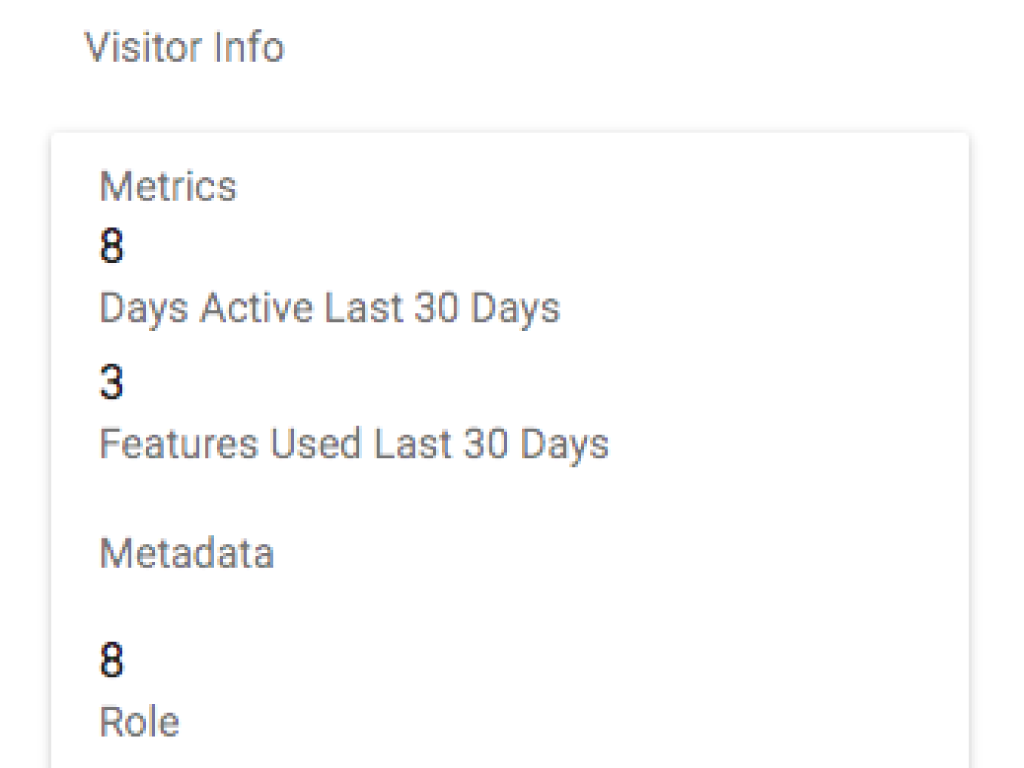 Visitor Info
Metrics
8
Days Active Last 30 Days
3
Features Used Last 30 Days
Metadata
8
Role